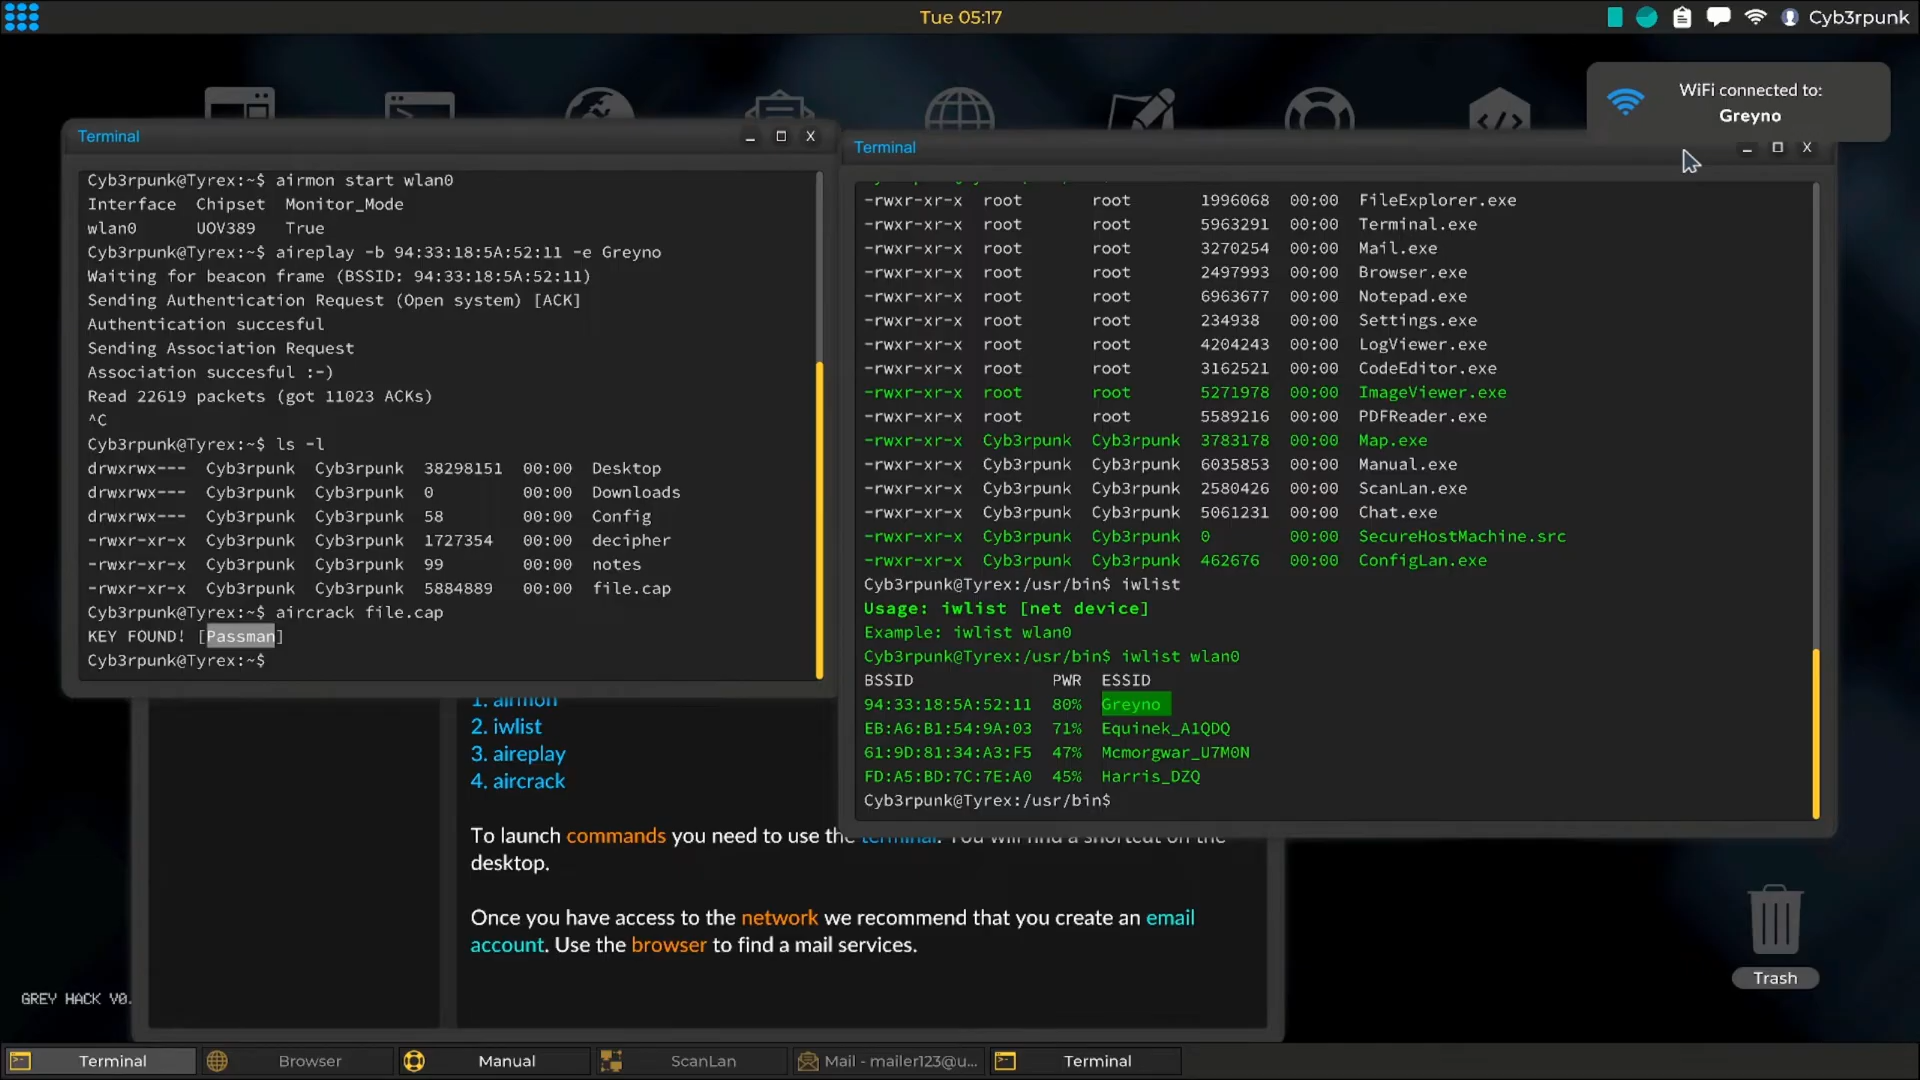 Tue 05:17
Cyb3rpunk
WiFi connected to:
Greyno
Terminal
Cyb3rpunk@Tyrex:~$ airmon start wlan0
Interface Chipset Monitor_Mode
wlan0 UOV389 True
Cyb3rpunk@Tyrex:~$ aireplay -b 94:33:18:5A:52:11 -e Greyno
Waiting for beacon frame (BSSID: 94:33:18:5A:52:11)
Sending Authentication Request (Open system) [ACK]
Authentication succesful
Sending Association Request
Association succesful :-)
Read 22619 packets (got 11023 ACKs)
^C
Cyb3rpunk@Tyrex:~$ ls -l
drwxrwx--- Cyb3rpunk Cyb3rpunk 38298151 00:00 Desktop
drwxrwx--- Cyb3rpunk Cyb3rpunk 0 00:00 Downloads
drwxrwx--- Cyb3rpunk Cyb3rpunk 58 00:00 Config
-rwxr-xr-x Cyb3rpunk Cyb3rpunk 1727354 00:00 decipher
-rwxr-xr-x Cyb3rpunk Cyb3rpunk 99 00:00 notes
-rwxr-xr-x Cyb3rpunk Cyb3rpunk 5884889 00:00 file.cap
Cyb3rpunk@Tyrex:~$ aircrack file.cap
KEY FOUND! [Passman]
Cyb3rpunk@Tyrex:~$
Terminal
-rwxr-xr-x root root 1996068 00:00 FileExplorer.exe
-rwxr-xr-x root root 5963291 00:00 Terminal.exe
-rwxr-xr-x root root 3270254 00:00 Mail.exe
-rwxr-xr-x root root 2497993 00:00 Browser.exe
-rwxr-xr-x root root 6963677 00:00 Notepad.exe
-rwxr-xr-x root root 234938 00:00 Settings.exe
-rwxr-xr-x root root 4204243 00:00 LogViewer.exe
-rwxr-xr-x root root 3162521 00:00 CodeEditor.exe
-rwxr-xr-x root root 5271978 00:00 ImageViewer.exe
-rwxr-xr-x root root 5589216 00:00 PDFReader.exe
-rwxr-xr-x Cyb3rpunk Cyb3rpunk 3783178 00:00 Map.exe
-rwxr-xr-x Cyb3rpunk Cyb3rpunk 6035853 00:00 Manual.exe
-rwxr-xr-x Cyb3rpunk Cyb3rpunk 2580426 00:00 ScanLan.exe
-rwxr-xr-x Cyb3rpunk Cyb3rpunk 5061231 00:00 Chat.exe
-rwxr-xr-x Cyb3rpunk Cyb3rpunk 0 00:00 SecureHostMachine.src
-rwxr-xr-x Cyb3rpunk Cyb3rpunk 462676 00:00 ConfigLan.exe
Cyb3rpunk@Tyrex:/usr/bin$ iwlist
Usage: iwlist [net device]
Example: iwlist wlan0
Cyb3rpunk@Tyrex:/usr/bin$ iwlist wlan0
BSSID PWR ESSID
94:33:18:5A:52:11 80% Greyno
EB:A6:B1:54:9A:03 71% Equinek_A1QDQ
61:9D:81:34:A3:F5 47% Mcmorgwar_U7M0N
FD:A5:BD:7C:7E:A0 45% Harris_DZQ
Cyb3rpunk@Tyrex:/usr/bin$
1. airmon
2. iwlist
3. aireplay
4. aircrack
To launch commands you need to use the terminal. You will find a shortcut on the
desktop.
Once you have access to the network we recommend that you create an email
account. Use the browser to find a mail services.
Trash
GREY HACK V0.
Terminal
Browser
Manual
ScanLan
Mail - mailer123@u...
Terminal